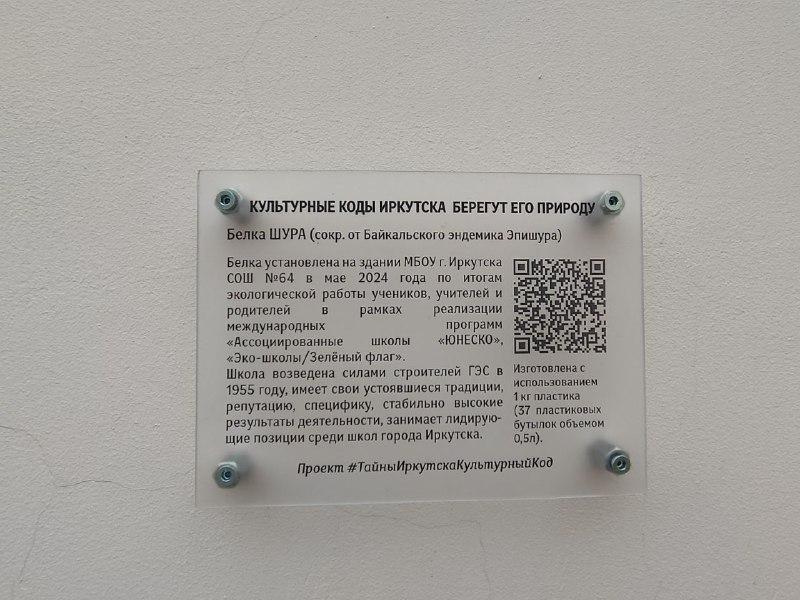 КУЛЬТУРНЫЕ КОДЫ ИРКУТСКА БЕРЕГУТ ЕГО ПРИРОДУ
Белка ШУРА (сокр. от Байкальского эндемика Эпишура)
Белка установлена на здании МБОУ г. Иркутска
СОШ №64 в мае 2024 года по итогам
экологической работы учеников, учителей и
родителей в рамках реализации
международных программ
«Ассоциированные школы «ЮНЕСКО»,
«Эко-школы/Зелёный флаг».
Школа возведена силами строителей ГЭС в
1955 году, имеет свои устоявшиеся традиции,
репутацию, специфику, стабильно высокие
результаты деятельности, занимает лидирую-
щие позиции среди школ города Иркутска.
Изготовлена с
использованием
1 кг пластика
(37 пластиковых
бутылок объемом
0,5л).
Проект #ТайныИркутскаКультурныйКод